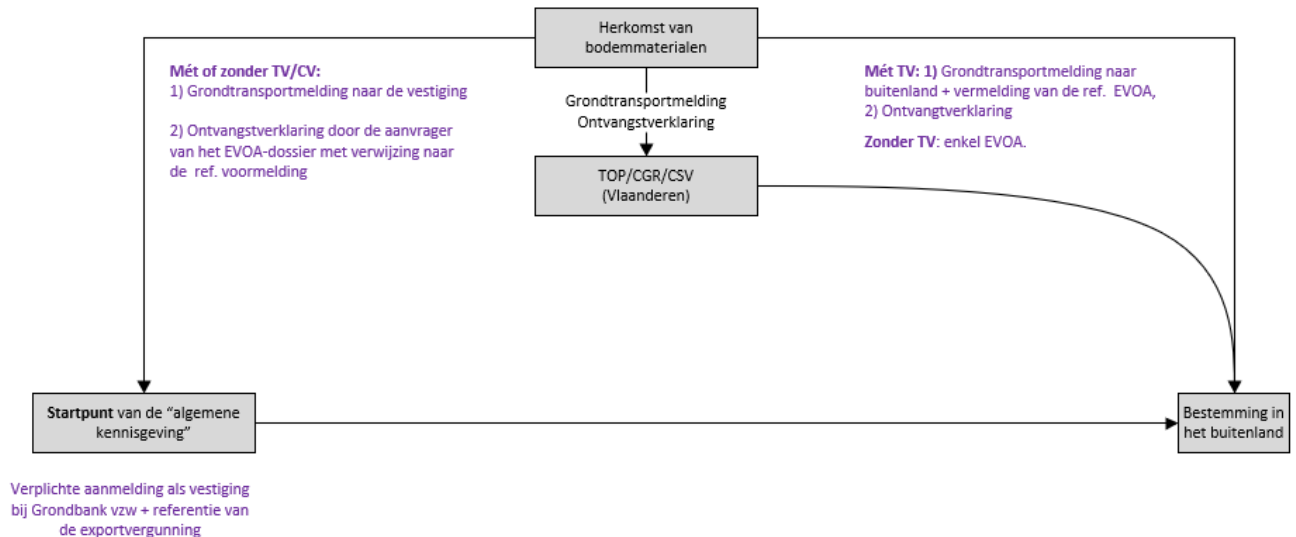 Herkomst van
bodemmaterialen
Mét of zonder TV/CV:
1) Grondtransportmelding naar de vestiging
2) Ontvangstverklaring door de aanvrager
van het EVOA-dossier met verwijzing naar
de ref. voormelding
Grondtransportmelding
Ontvangstverklaring
Mét TV: 1) Grondtransportmelding naar
buitenland + vermelding van de ref. EVOA,
2) Ontvangtverklaring
Zonder TV: enkel EVOA.
TOP/CGR/CSV
(Vlaanderen)
Startpunt van de “algemene
kennisgeving”
Bestemming in
het buitenland
Verplichte aanmelding als vestiging
bij Grondbank vzw + referentie van
de exportvergunning